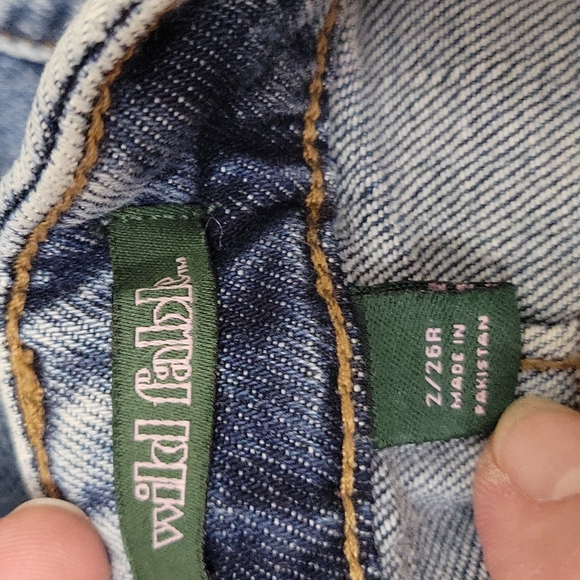 wild fable™
2/26R
MADE IN
PAKISTAN